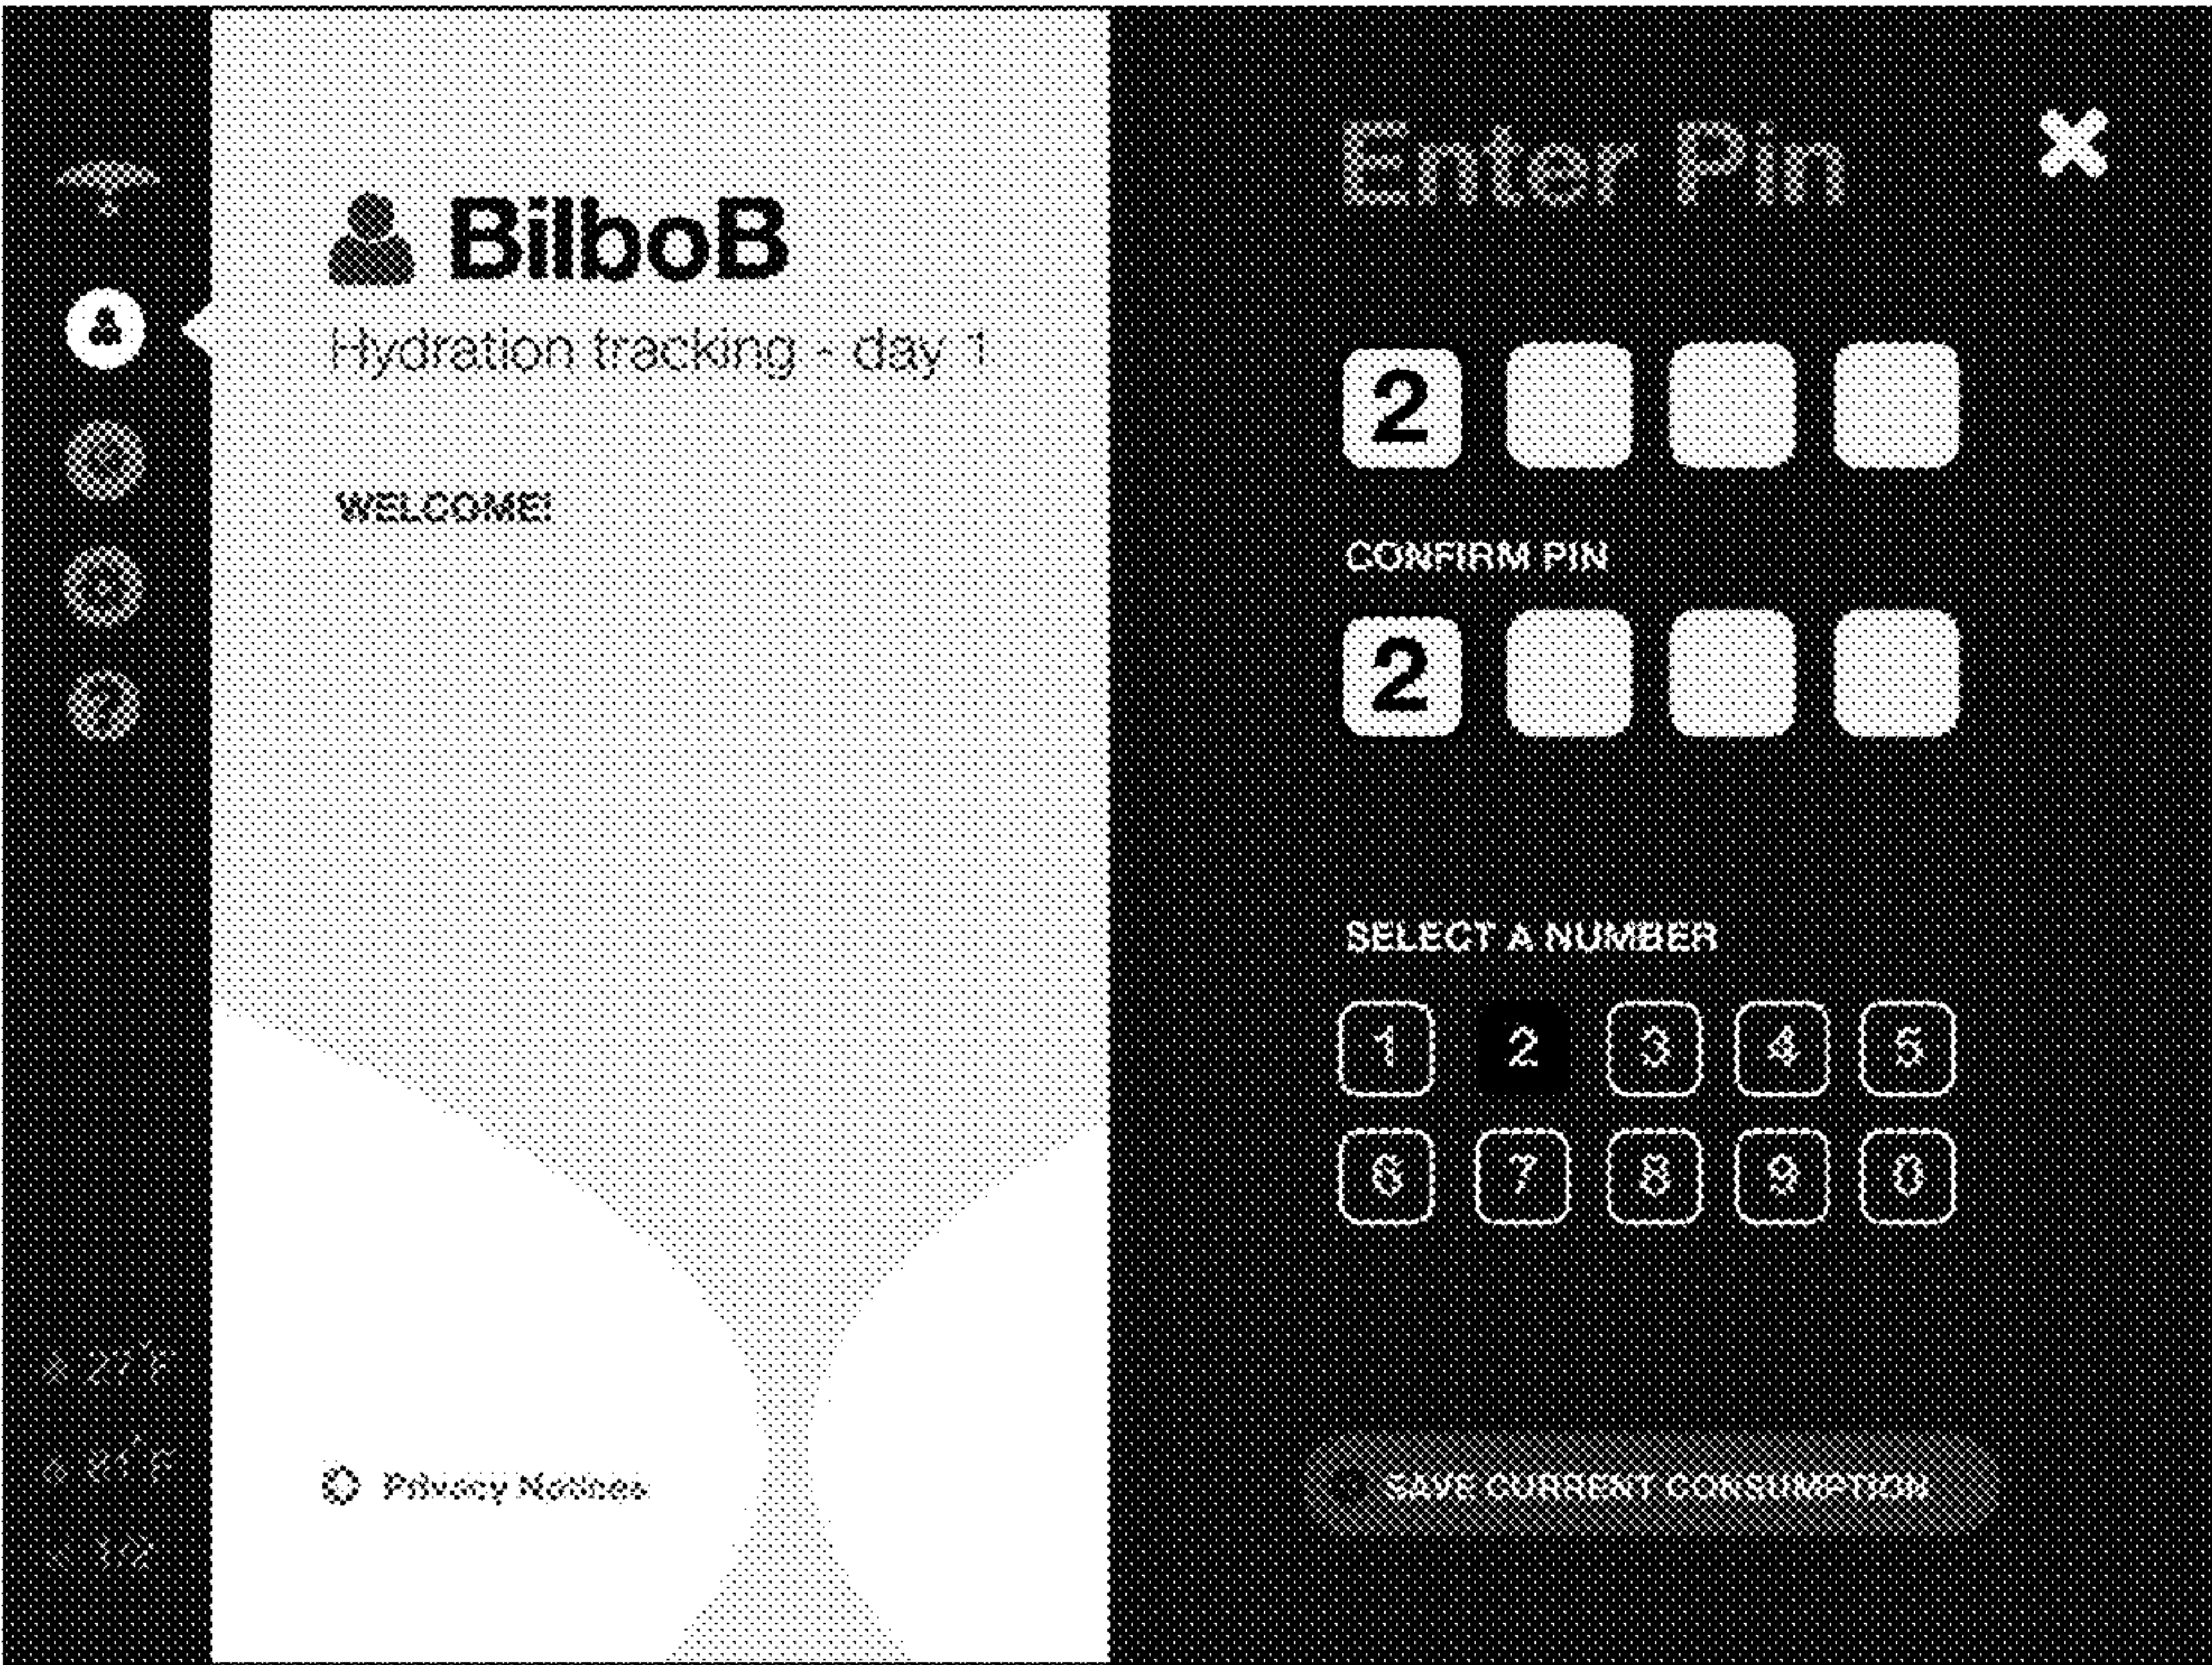 BilboB
Hydration tracking - day 1
WELCOME!
Privacy Notices
Enter Pin
2
CONFIRM PIN
2
SELECT A NUMBER
1 2 3 4 5
6 7 8 9 0
SAVE CURRENT CONSUMPTION